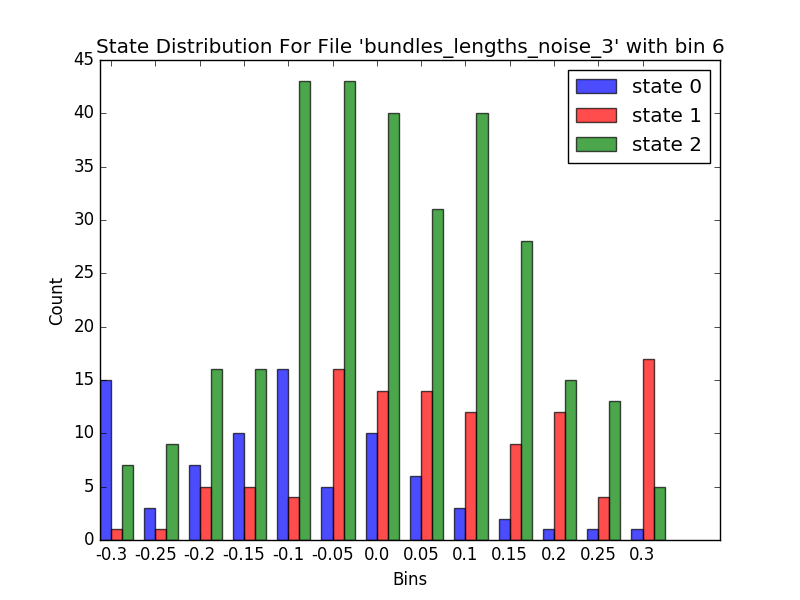 State Distribution For File 'bundles_lengths_noise_3' with bin 6
state 0
state 1
state 2
45
40
35
30
25
20
15
10
5
0
Count
-0.3 -0.25 -0.2 -0.15 -0.1 -0.05 0.0 0.05 0.1 0.15 0.2 0.25 0.3
Bins